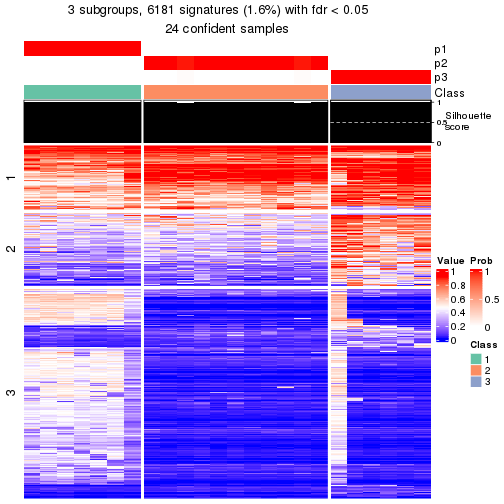 3 subgroups, 6181 signatures (1.6%) with fdr < 0.05
24 confident samples
p1
p2
p3
Class
1
0.5
0
Silhouette
score
1
2
3
Value
1
0.8
0.6
0.4
0.2
0
Prob
1
0.5
0
Class
1
2
3